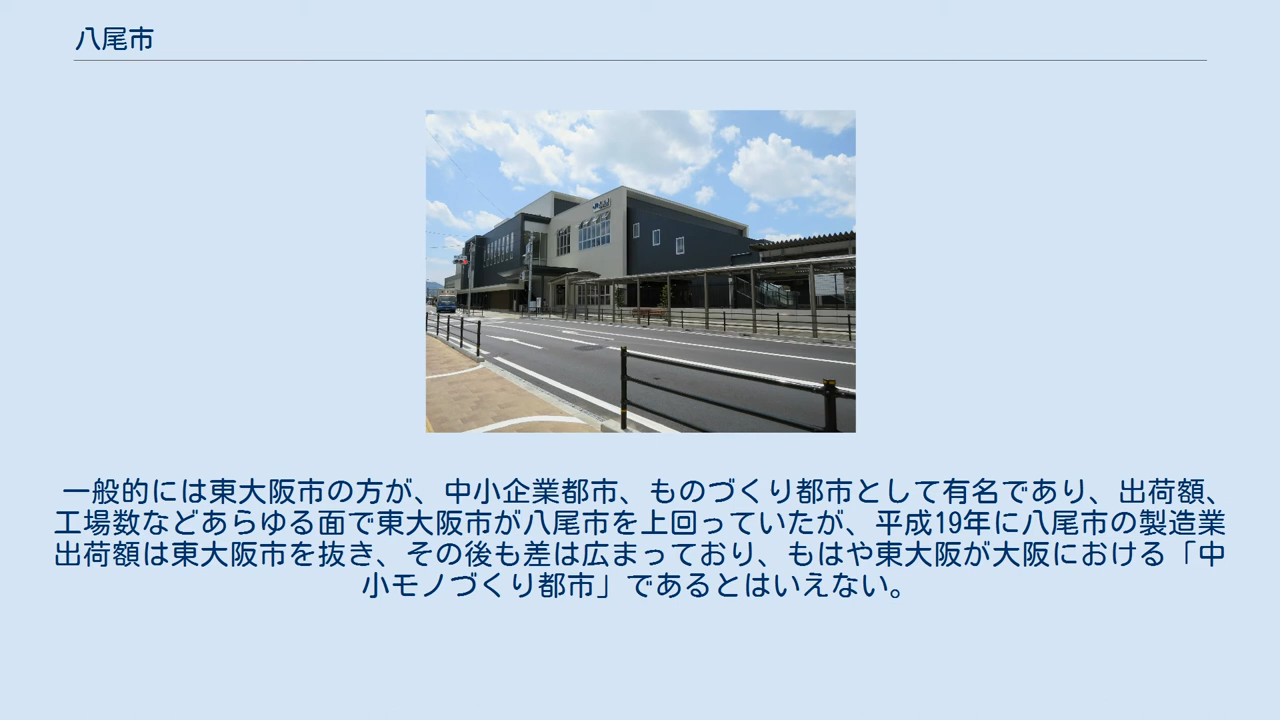 八尾市
一般的には東大阪市の方が、中小企業都市、ものづくり都市として有名であり、出荷額、
工場数などあらゆる面で東大阪市が八尾市を上回っていたが、平成19年に八尾市の製造業
出荷額は東大阪市を抜き、その後も差は広まっており、もはや東大阪が大阪における「中
小モノづくり都市」であるとはいえない。